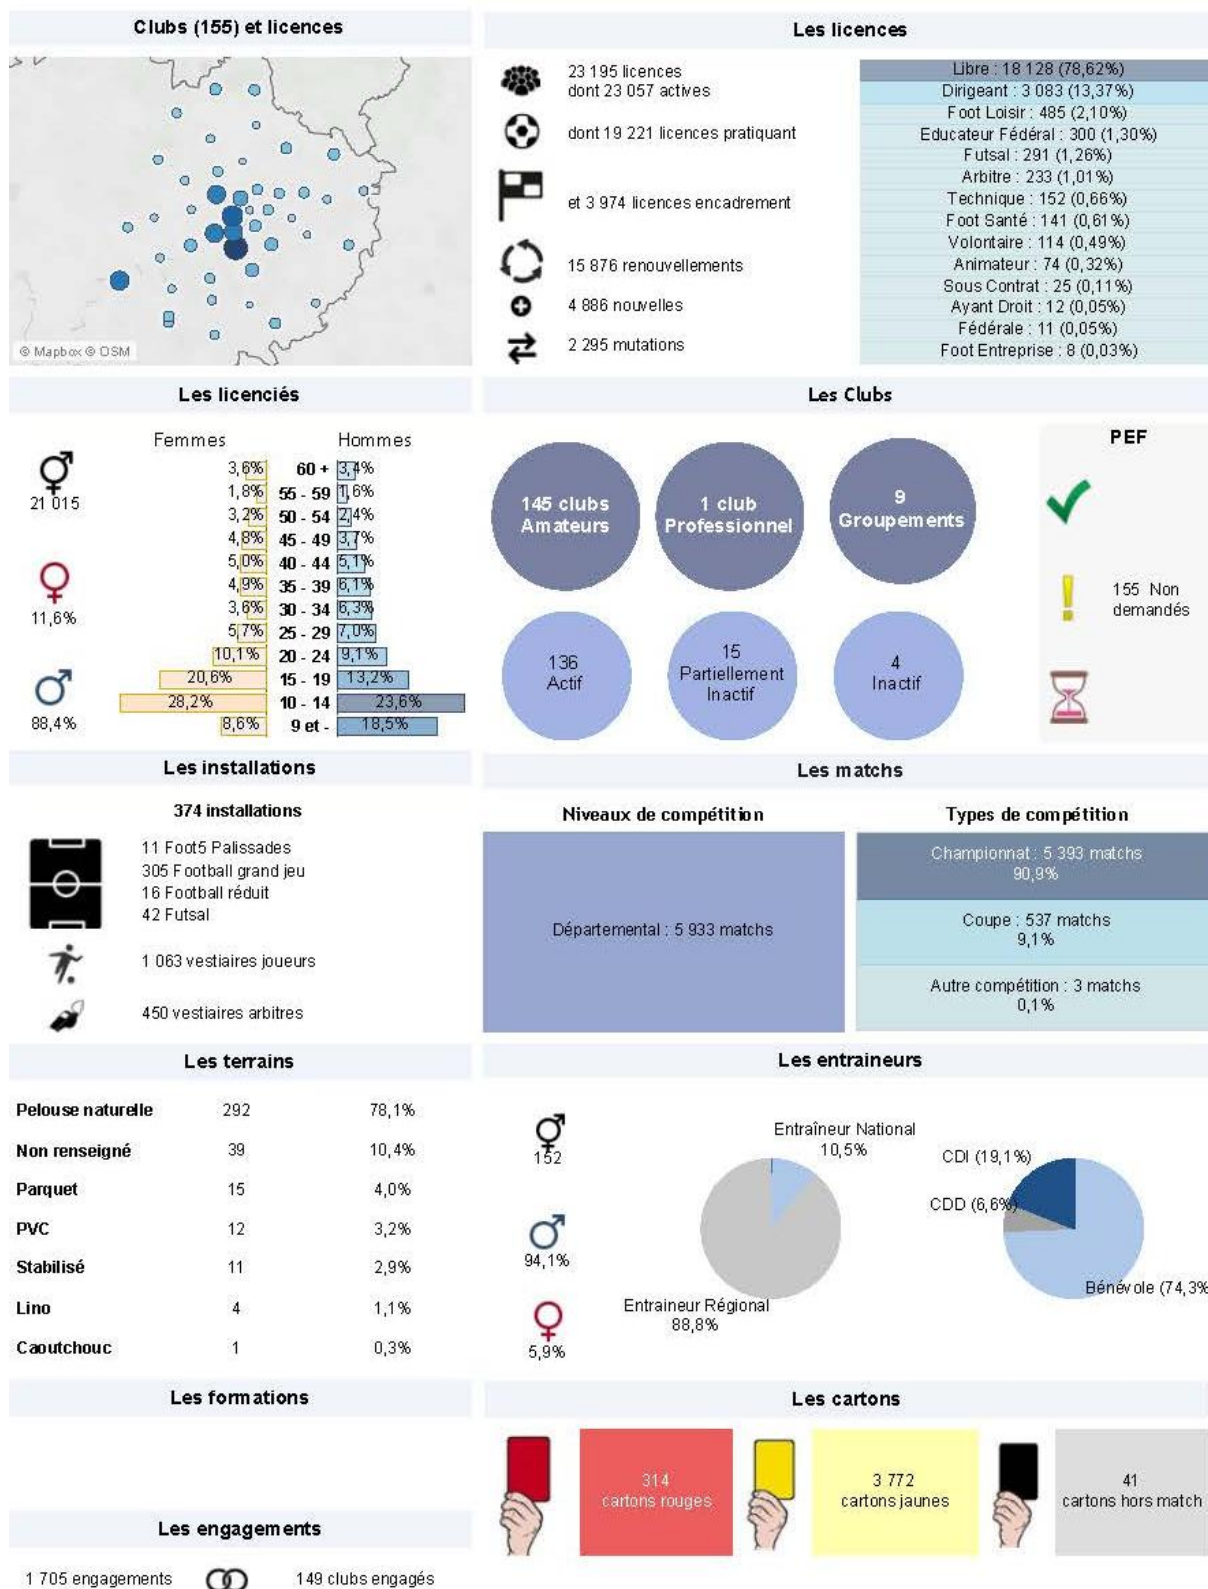 Clubs (155) et licences
© Mapbox © OSM
Les licences
23 195 licences
dont 23 057 actives
dont 19 221 licences pratiquant
et 3 974 licences encadrement
15 876 renouvellements
4 886 nouvelles
2 295 mutations
Libre : 18 128 (78,62%)
Dirigeant : 3 083 (13,37%)
Foot Loisir : 485 (2,10%)
Educateur Fédéral : 300 (1,30%)
Futsal : 291 (1,26%)
Arbitre : 233 (1,01%)
Technique : 152 (0,66%)
Foot Santé : 141 (0,61%)
Volontaire : 114 (0,49%)
Animateur : 74 (0,32%)
Sous Contrat : 25 (0,11%)
Ayant Droit : 12 (0,05%)
Fédérale : 11 (0,05%)
Foot Entreprise : 8 (0,03%)
Les licenciés
21 015
11,6%
88,4%
Femmes Hommes
3,6% 60 + 3,4%
1,8% 55 - 59 1,6%
3,2% 50 - 54 2,4%
4,8% 45 - 49 3,7%
5,0% 40 - 44 5,1%
4,9% 35 - 39 6,1%
3,6% 30 - 34 6,3%
5,7% 25 - 29 7,0%
10,1% 20 - 24 9,1%
20,6% 15 - 19 13,2%
28,2% 10 - 14 23,6%
8,6% 9 et - 18,5%
Les Clubs
145 clubs
Amateurs
1 club
Professionnel
9
Groupements
136
Actif
15
Partiellement
Inactif
4
Inactif
PEF
155 Non
demandés
Les installations
374 installations
11 Foot5 Palissades
305 Football grand jeu
16 Football réduit
42 Futsal
1 063 vestiaires joueurs
450 vestiaires arbitres
Les matchs
Niveaux de compétition
Départemental : 5 933 matchs
Types de compétition
Championnat : 5 393 matchs
90,9%
Coupe : 537 matchs
9,1%
Autre compétition : 3 matchs
0,1%
Les terrains
Pelouse naturelle 292 78,1%
Non renseigné 39 10,4%
Parquet 15 4,0%
PVC 12 3,2%
Stabilisé 11 2,9%
Lino 4 1,1%
Caoutchouc 1 0,3%
Les entraineurs
152
94,1%
5,9%
Entraîneur National
10,5%
Entraineur Régional
88,8%
CDI (19,1%)
CDD (6,6%)
Bénévole (74,3%
Les formations
Les cartons
314
cartons rouges
3 772
cartons jaunes
41
cartons hors match
Les engagements
1 705 engagements 149 clubs engagés